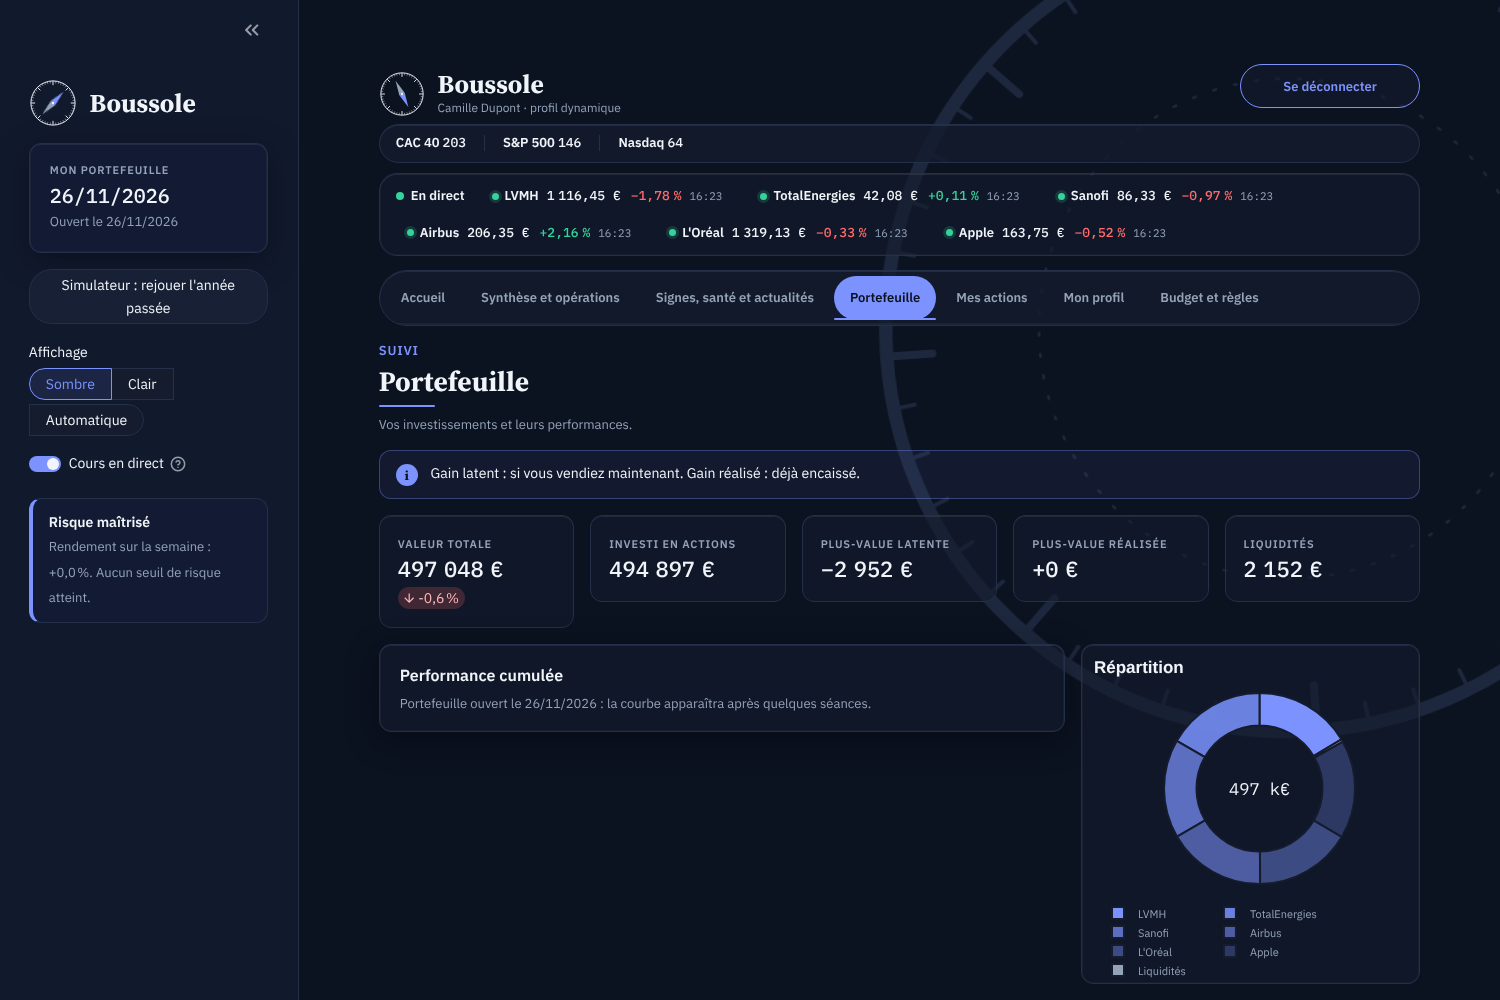 Boussole
MON PORTEFEUILLE
26/11/2026
Ouvert le 26/11/2026
Simulateur : rejouer l'année
passée
Affichage
Sombre
Clair
Automatique
Cours en direct
Risque maîtrisé
Rendement sur la semaine :
+0,0 %. Aucun seuil de risque
atteint.
Boussole
Camille Dupont · profil dynamique
Se déconnecter
CAC 40 203
S&P 500 146
Nasdaq 64
En direct LVMH 1 116,45 € −1,78 % 16:23 TotalEnergies 42,08 € +0,11 % 16:23 Sanofi 86,33 € −0,97 % 16:23
Airbus 206,35 € +2,16 % 16:23 L'Oréal 1 319,13 € −0,33 % 16:23 Apple 163,75 € −0,52 % 16:23
Accueil Synthèse et opérations Signes, santé et actualités Portefeuille Mes actions Mon profil Budget et règles
SUIVI
Portefeuille
Vos investissements et leurs performances.
Gain latent : si vous vendiez maintenant. Gain réalisé : déjà encaissé.
VALEUR TOTALE
497 048 €
↓ -0,6 %
INVESTI EN ACTIONS
494 897 €
PLUS-VALUE LATENTE
−2 952 €
PLUS-VALUE RÉALISÉE
+0 €
LIQUIDITÉS
2 152 €
Performance cumulée
Portefeuille ouvert le 26/11/2026 : la courbe apparaîtra après quelques séances.
Répartition
497 k€
LVMH TotalEnergies
Sanofi Airbus
L'Oréal Apple
Liquidités